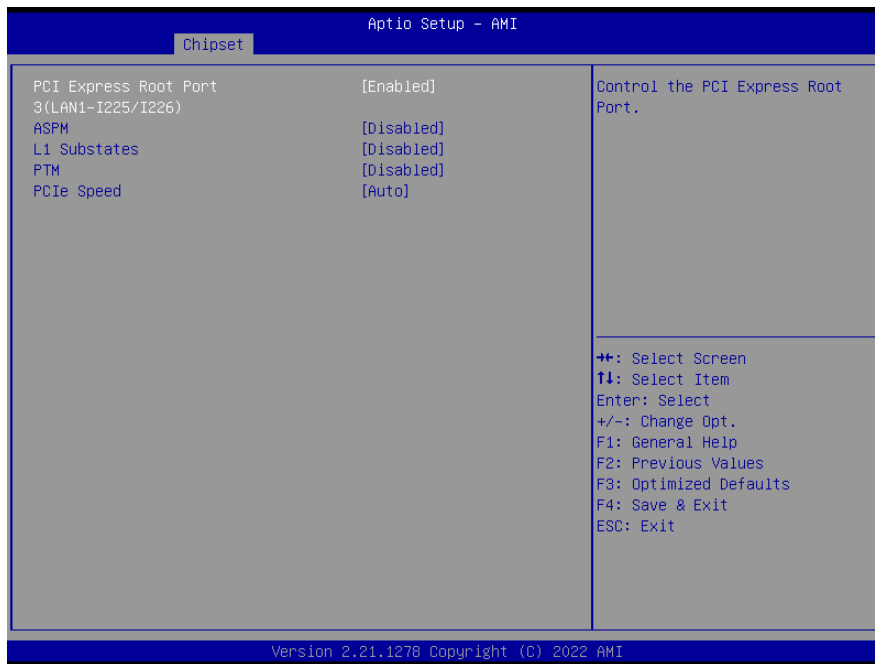 Aptio Setup – AMI
Chipset
PCI Express Root Port [Enabled]
3(LAN1-I225/I226)
ASPM [Disabled]
L1 Substates [Disabled]
PTM [Disabled]
PCIe Speed [Auto]
Control the PCI Express Root
Port.
→←: Select Screen
↑↓: Select Item
Enter: Select
+/-: Change Opt.
F1: General Help
F2: Previous Values
F3: Optimized Defaults
F4: Save & Exit
ESC: Exit
Version 2.21.1278 Copyright (C) 2022 AMI